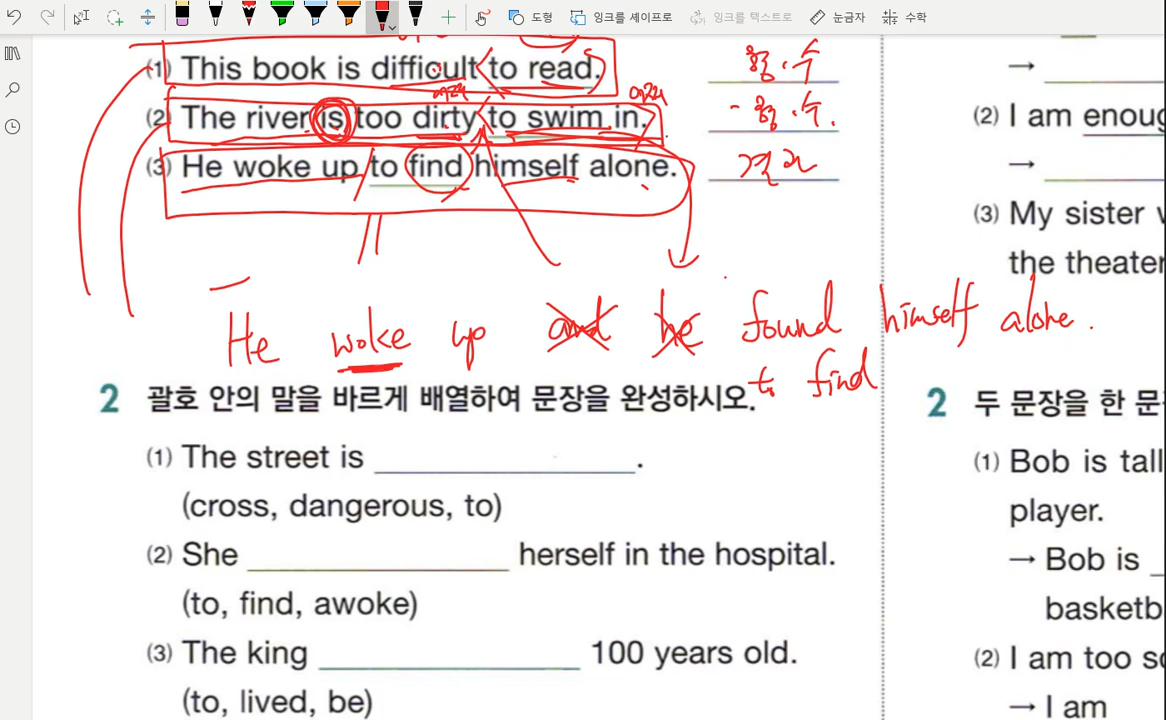 도형
잉크를 셰이프로
잉크를 텍스트로
눈금자
수학
(1) This book is difficult to read. 형·수
(2) The river is too dirty to swim in. 형·수.
(3) He woke up to find himself alone. 결과
He woke up and he found himself alone.
to find
2 괄호 안의 말을 바르게 배열하여 문장을 완성하시오.
(1) The street is .
(cross, dangerous, to)
(2) She herself in the hospital.
(to, find, awoke)
(3) The king 100 years old.
(to, lived, be)
→
(2) I am enoug
→
(3) My sister
the theater
2 두 문장을 한 문
(1) Bob is tall
player.
→ Bob is
basketb
(2) I am too s
→ I am